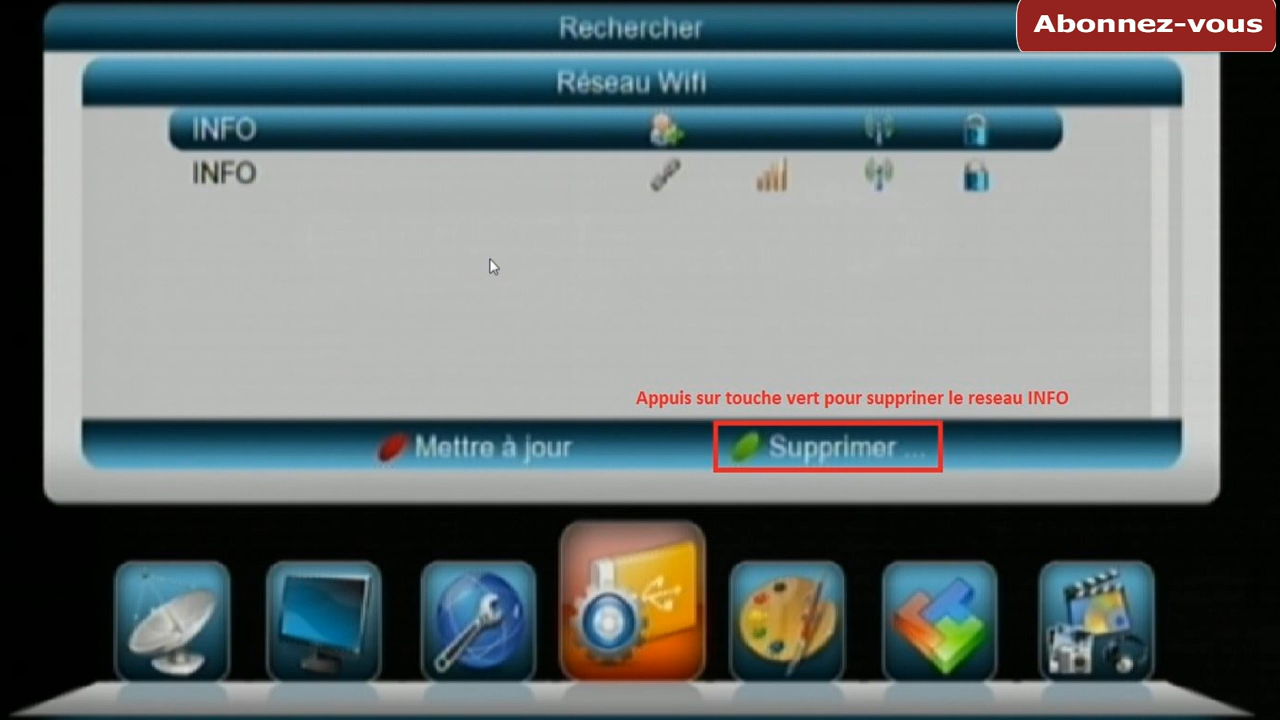 Rechercher
Abonnez-vous
Réseau Wifi
INFO
INFO
Appuis sur touche vert pour suppriner le reseau INFO
Mettre à jour
Supprimer ...